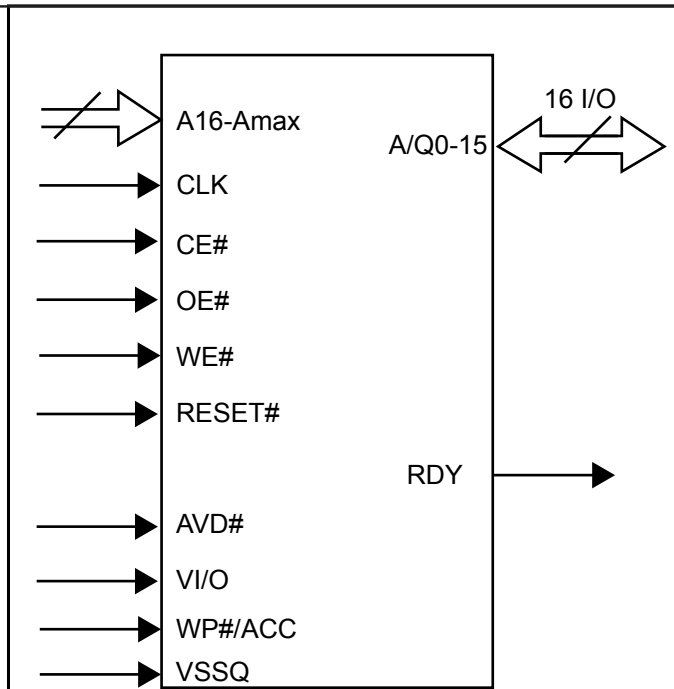 A16-Amax
16 I/O
A/Q0-15
CLK
CE#
OE#
WE#
RESET#
RDY
AVD#
VI/O
WP#/ACC
VSSQ